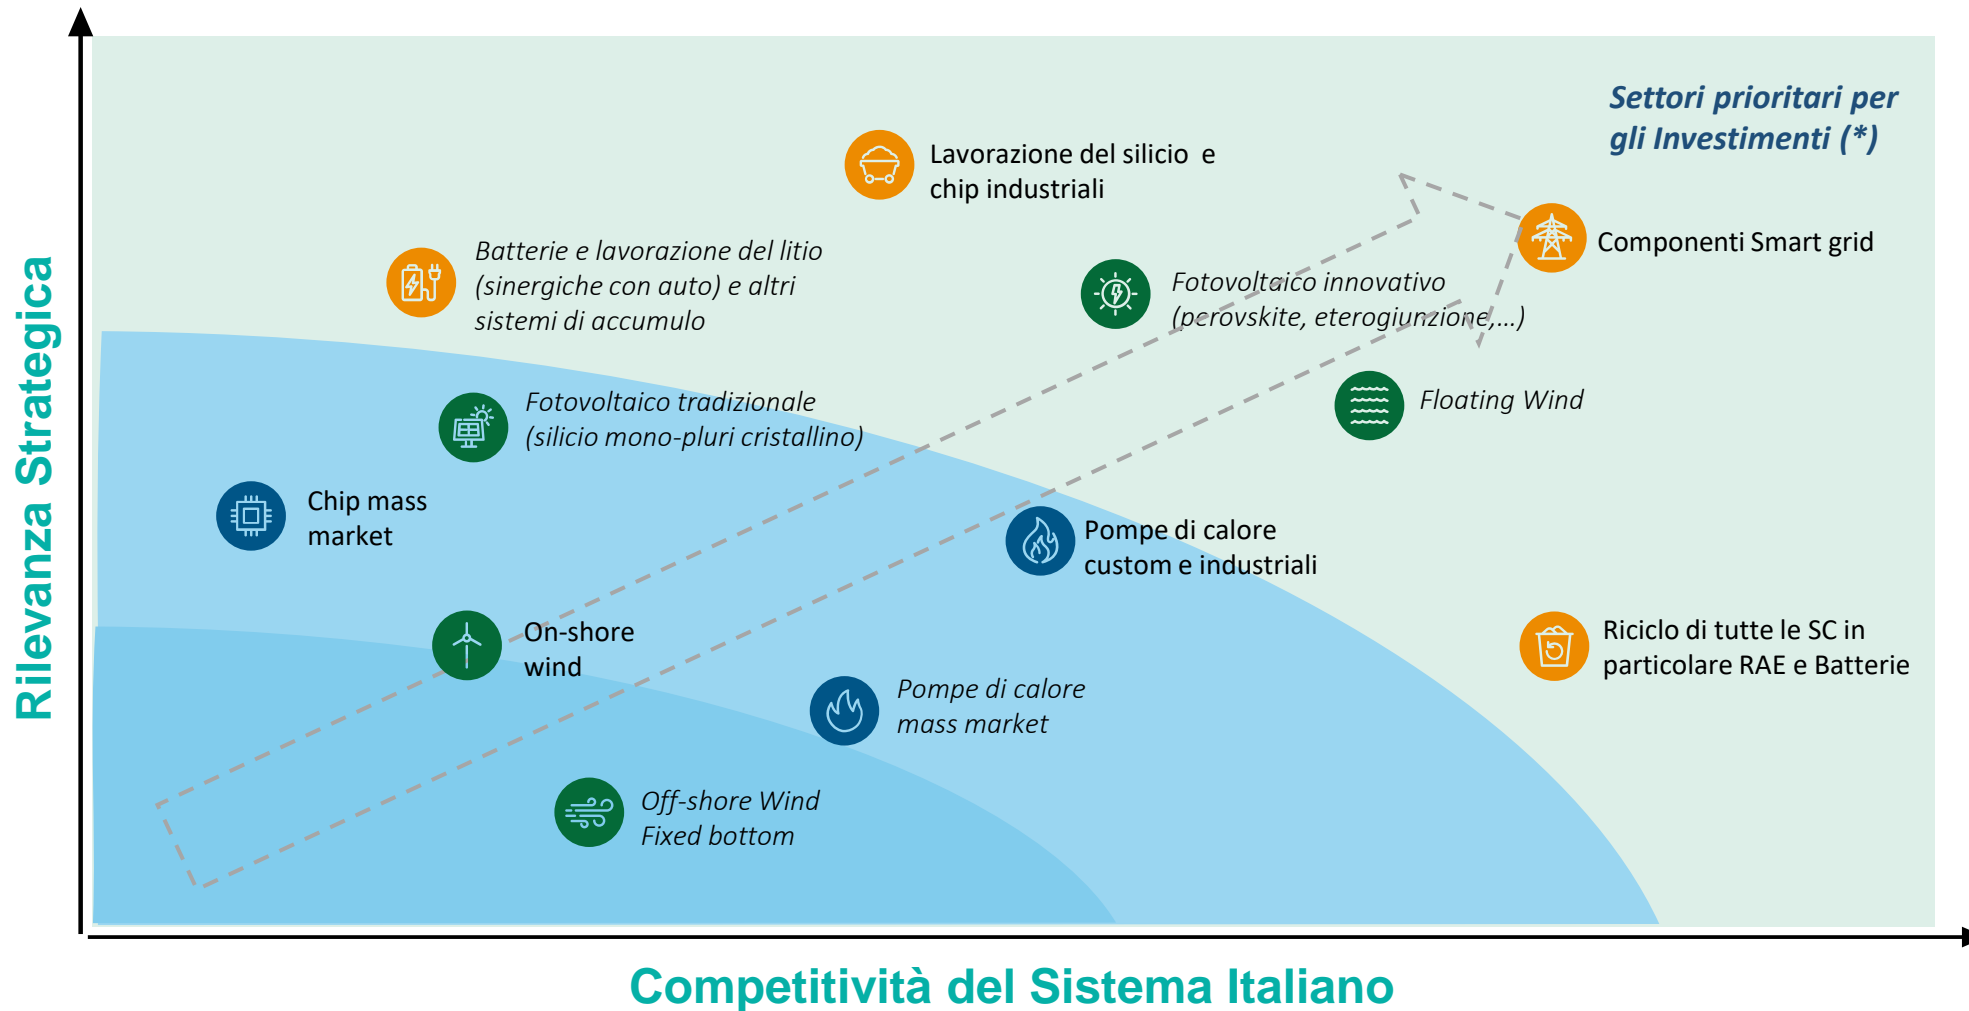 Settori prioritari per
gli Investimenti (*)
Lavorazione del silicio e
chip industriali
Componenti Smart grid
Batterie e lavorazione del litio
(sinergiche con auto) e altri
sistemi di accumulo
Fotovoltaico innovativo
(perovskite, eterogiunzione,...)
Fotovoltaico tradizionale
(silicio mono-pluri cristallino)
Floating Wind
Chip mass
market
Pompe di calore
custom e industriali
On-shore
wind
Riciclo di tutte le SC in
particolare RAE e Batterie
Pompe di calore
mass market
Off-shore Wind
Fixed bottom
Rilevanza Strategica
Competitività del Sistema Italiano